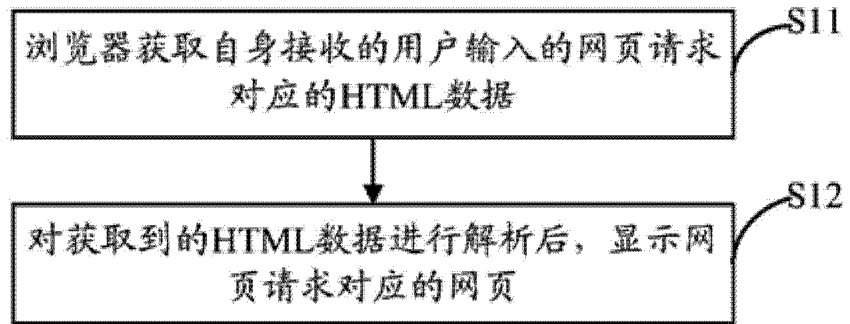 S11
浏览器获取自身接收的用户输入的网页请求
对应的HTML数据
S12
对获取到的HTML数据进行解析后，显示网
页请求对应的网页